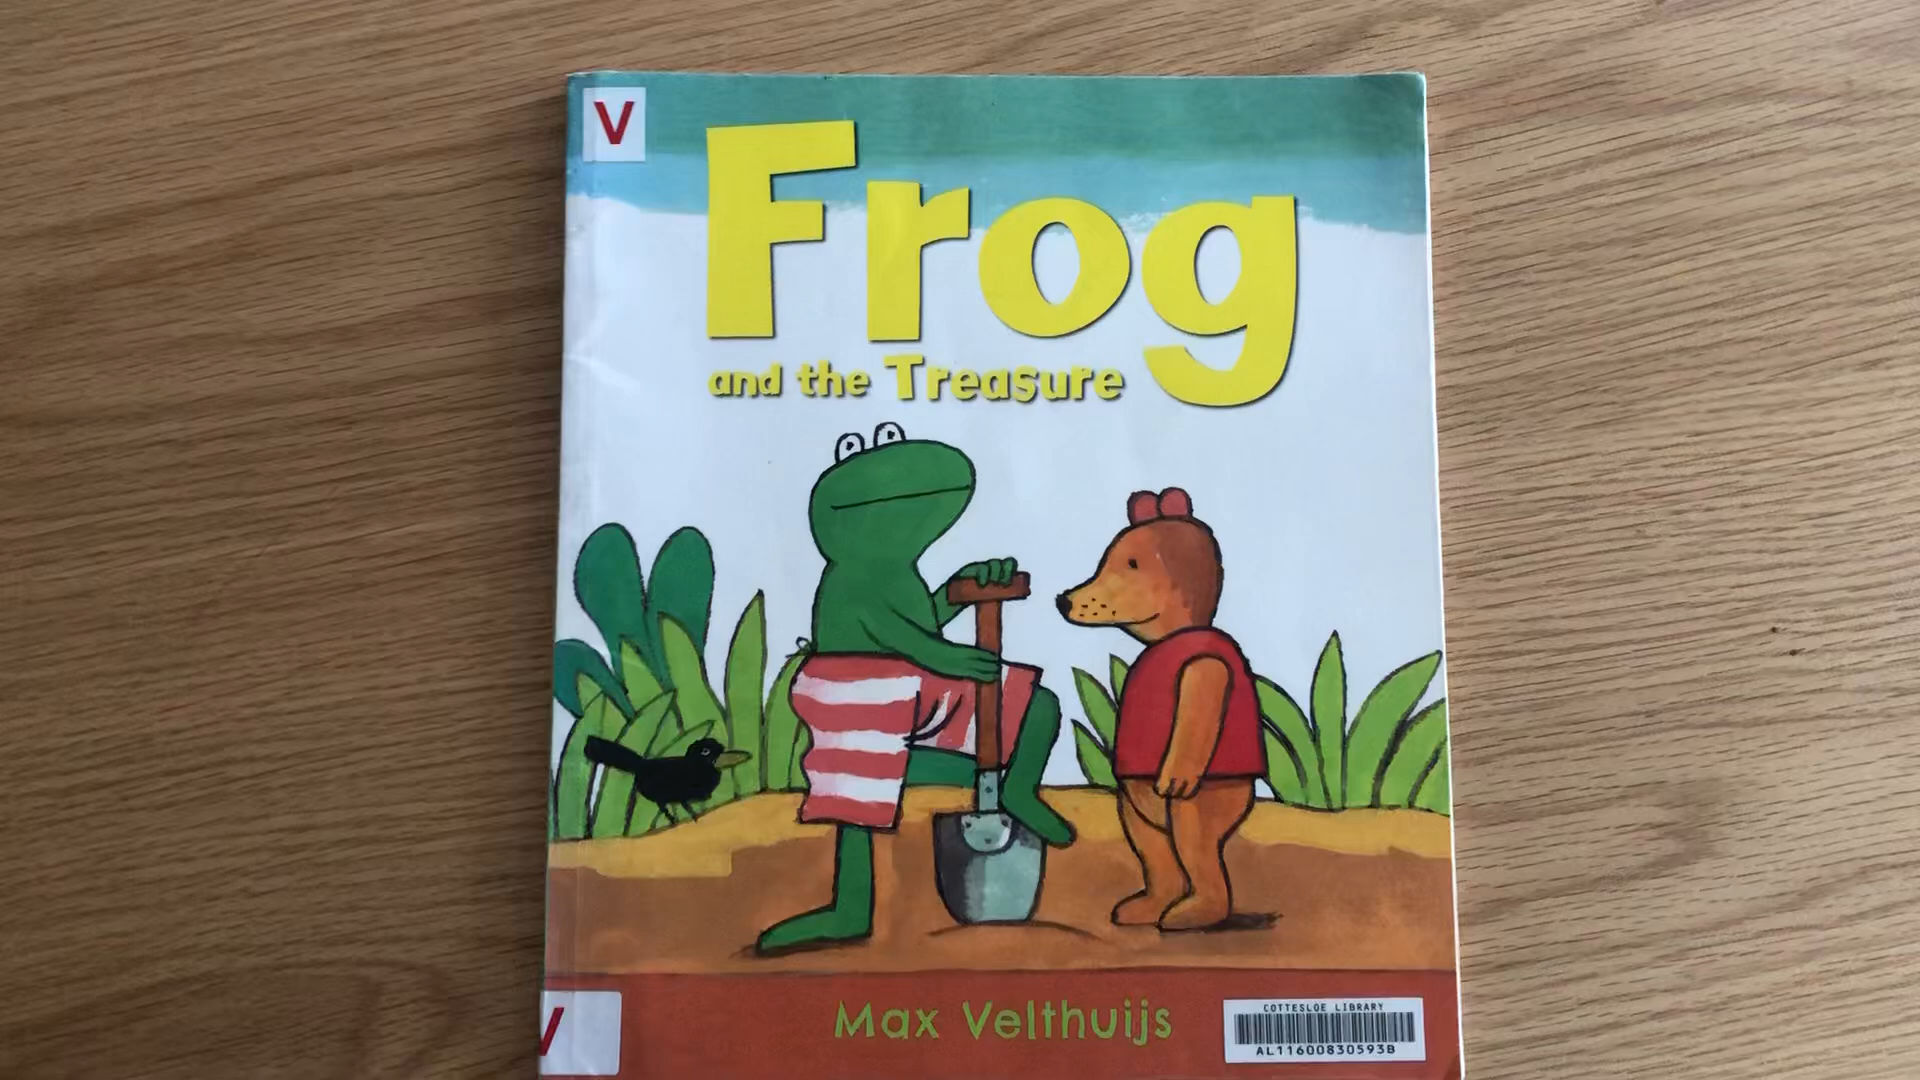 V
Frog
and the Treasure
V
Max Velthuijs
COTTESLOE LIBRARY
AL11600830593B